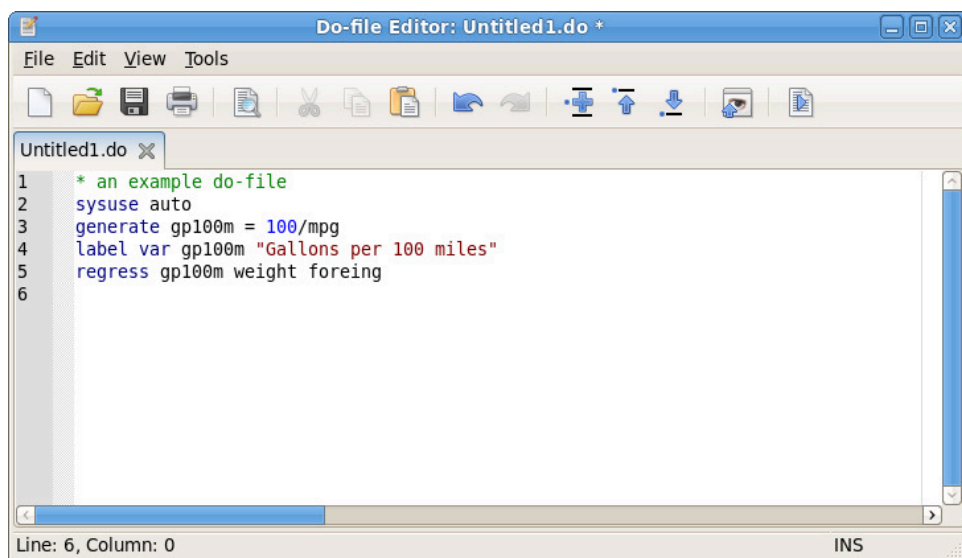 Do-file Editor: Untitled1.do *
File Edit View Tools
Untitled1.do
1 * an example do-file
2 sysuse auto
3 generate gp100m = 100/mpg
4 label var gp100m "Gallons per 100 miles"
5 regress gp100m weight foreing
6
Line: 6, Column: 0 INS